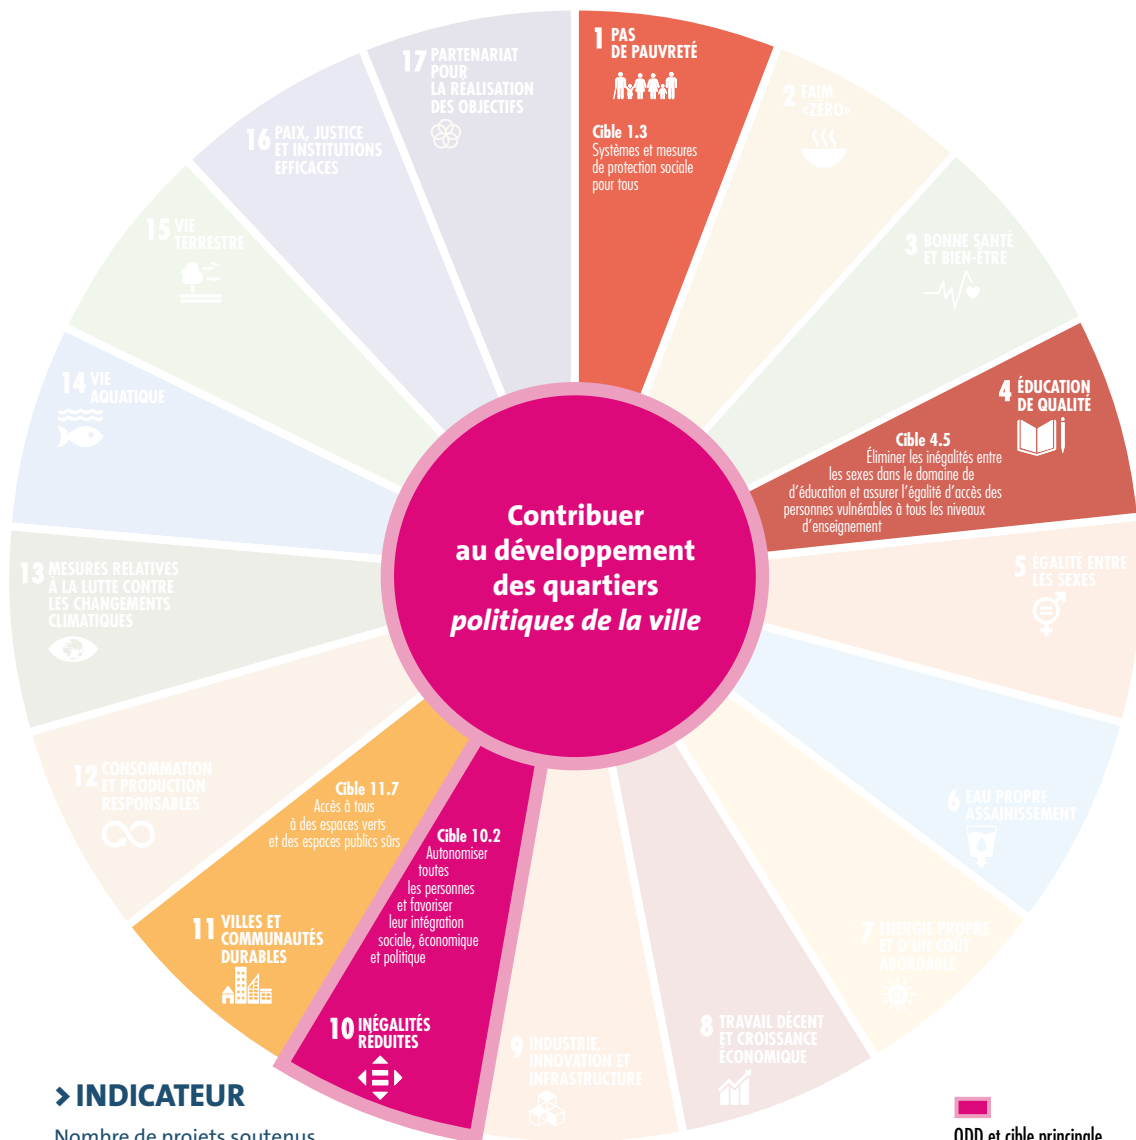 1 PAS
DE PAUVRETÉ
Cible 1.3
Systèmes et mesures
de protection sociale
pour tous
2 FAIM
«ZÉRO»
3 BONNE SANTÉ
ET BIEN-ÊTRE
4 ÉDUCATION
DE QUALITÉ
Cible 4.5
Éliminer les inégalités entre
les sexes dans le domaine de
d’éducation et assurer l’égalité d’accès des
personnes vulnérables à tous les niveaux
d’enseignement
5 ÉGALITÉ ENTRE
LES SEXES
6 EAU PROPRE
ASSAINISSEMENT
7 ÉNERGIE PROPRE
ET D’UN COÛT
ABORDABLE
8 TRAVAIL DÉCENT
ET CROISSANCE
ÉCONOMIQUE
9 INDUSTRIE,
INNOVATION ET
INFRASTRUCTURE
Cible 10.2
Autonomiser
toutes
les personnes
et favoriser
leur intégration
sociale, économique
et politique
10 INÉGALITÉS
RÉDUITES
Cible 11.7
Accès à tous
à des espaces verts
et des espaces publics sûrs
11 VILLES ET
COMMUNAUTÉS
DURABLES
12 CONSOMMATION
ET PRODUCTION
RESPONSABLES
13 MESURES RELATIVES
À LA LUTTE CONTRE
LES CHANGEMENTS
CLIMATIQUES
14 VIE
AQUATIQUE
15 VIE
TERRESTRE
16 PAIX, JUSTICE
ET INSTITUTIONS
EFFICACES
17 PARTENARIAT
POUR
LA RÉALISATION
DES OBJECTIFS
Contribuer
au développement
des quartiers
politiques de la ville
> INDICATEUR
Nombre de projets soutenus
ODD et cible principale